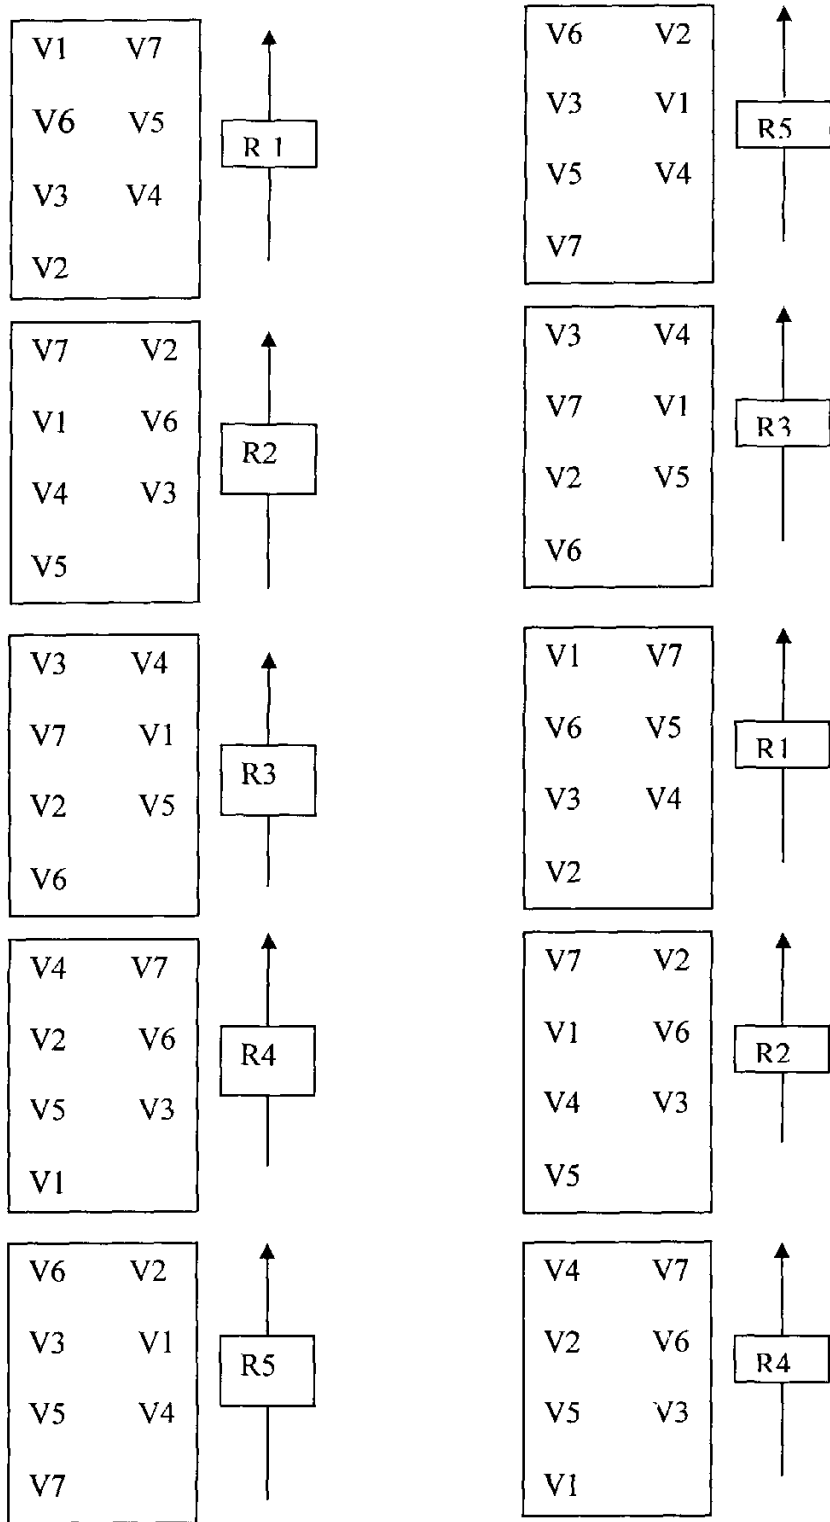 V1 V7
V6 V5
R 1
V3 V4
V2
V7 V2
V1 V6
R2
V4 V3
V5
V3 V4
V7 V1
R3
V2 V5
V6
V4 V7
V2 V6
R4
V5 V3
V1
V6 V2
V3 V1
R5
V5 V4
V7
V6 V2
V3 V1
R5
V5 V4
V7
V3 V4
V7 V1
R3
V2 V5
V6
V1 V7
V6 V5
R1
V3 V4
V2
V7 V2
V1 V6
R2
V4 V3
V5
V4 V7
V2 V6
R4
V5 V3
V1